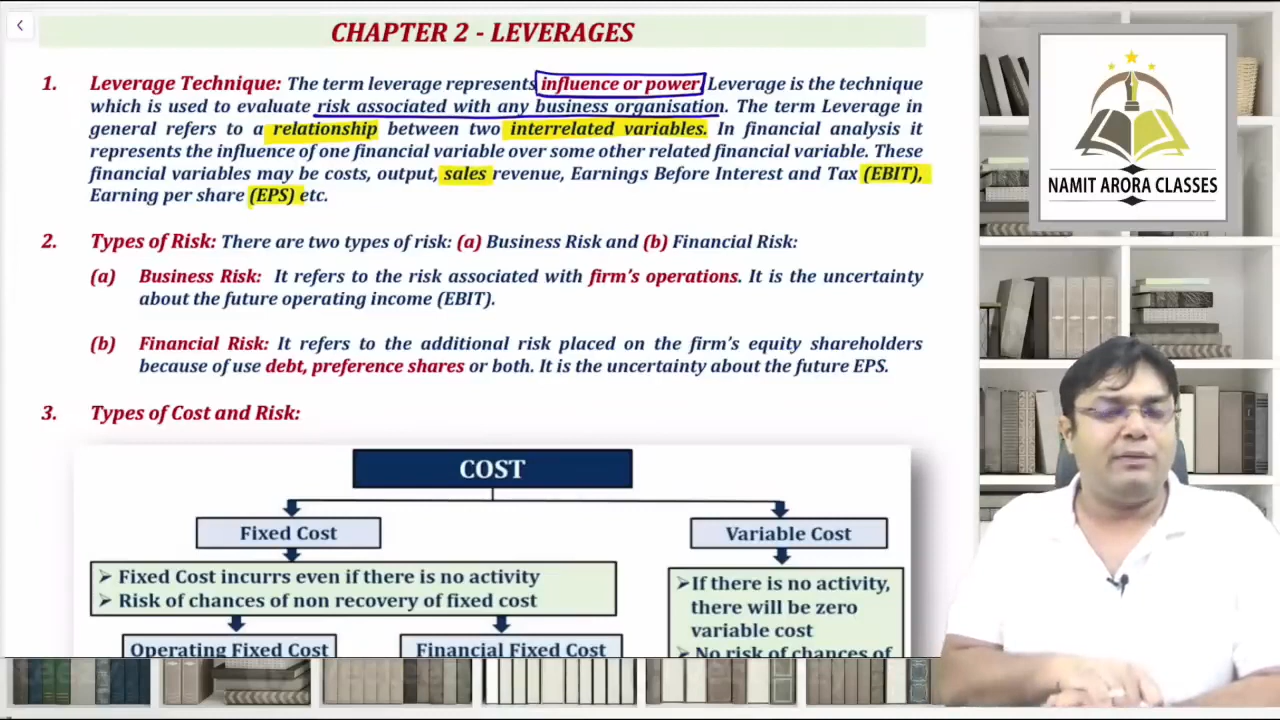 CHAPTER 2 - LEVERAGES
1. Leverage Technique: The term leverage represents influence or power. Leverage is the technique
which is used to evaluate risk associated with any business organisation. The term Leverage in
general refers to a relationship between two interrelated variables. In financial analysis it
represents the influence of one financial variable over some other related financial variable. These
financial variables may be costs, output, sales revenue, Earnings Before Interest and Tax (EBIT),
Earning per share (EPS) etc.
2. Types of Risk: There are two types of risk: (a) Business Risk and (b) Financial Risk:
(a) Business Risk: It refers to the risk associated with firm's operations. It is the uncertainty
about the future operating income (EBIT).
(b) Financial Risk: It refers to the additional risk placed on the firm's equity shareholders
because of use debt, preference shares or both. It is the uncertainty about the future EPS.
3. Types of Cost and Risk:
COST
Fixed Cost
➢ Fixed Cost incurrs even if there is no activity
➢ Risk of chances of non recovery of fixed cost
Operating Fixed Cost
Financial Fixed Cost
Variable Cost
➢If there is no activity,
there will be zero
variable cost
➢No risk of chances of
NAMIT ARORA CLASSES